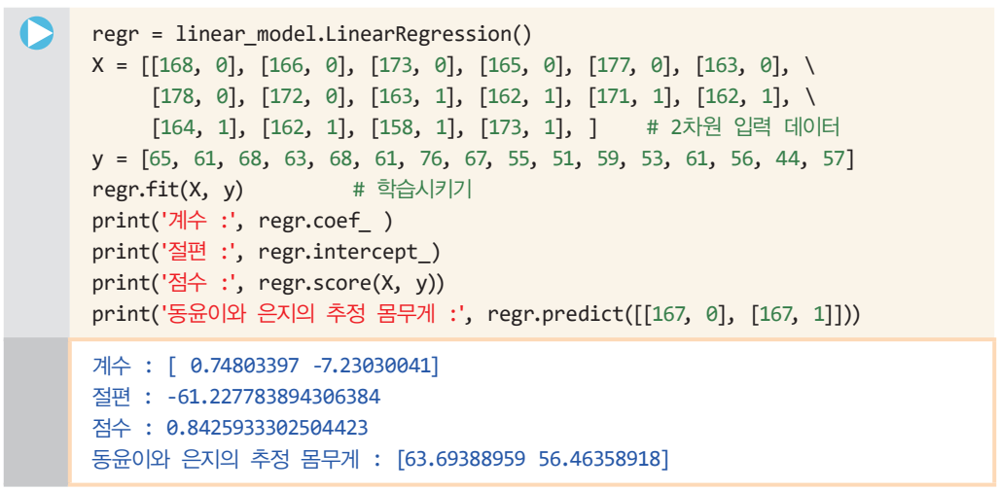 regr = linear_model.LinearRegression()
X = [[168, 0], [166, 0], [173, 0], [165, 0], [177, 0], [163, 0], \
[178, 0], [172, 0], [163, 1], [162, 1], [171, 1], [162, 1], \
[164, 1], [162, 1], [158, 1], [173, 1], ] # 2차원 입력 데이터
y = [65, 61, 68, 63, 68, 61, 76, 67, 55, 51, 59, 53, 61, 56, 44, 57]
regr.fit(X, y) # 학습시키기
print('계수 :', regr.coef_ )
print('절편 :', regr.intercept_)
print('점수 :', regr.score(X, y))
print('동윤이와 은지의 추정 몸무게 :', regr.predict([[167, 0], [167, 1]]))
계수 : [ 0.74803397 -7.23030041]
절편 : -61.227783894306384
점수 : 0.8425933302504423
동윤이와 은지의 추정 몸무게 : [63.69388959 56.46358918]